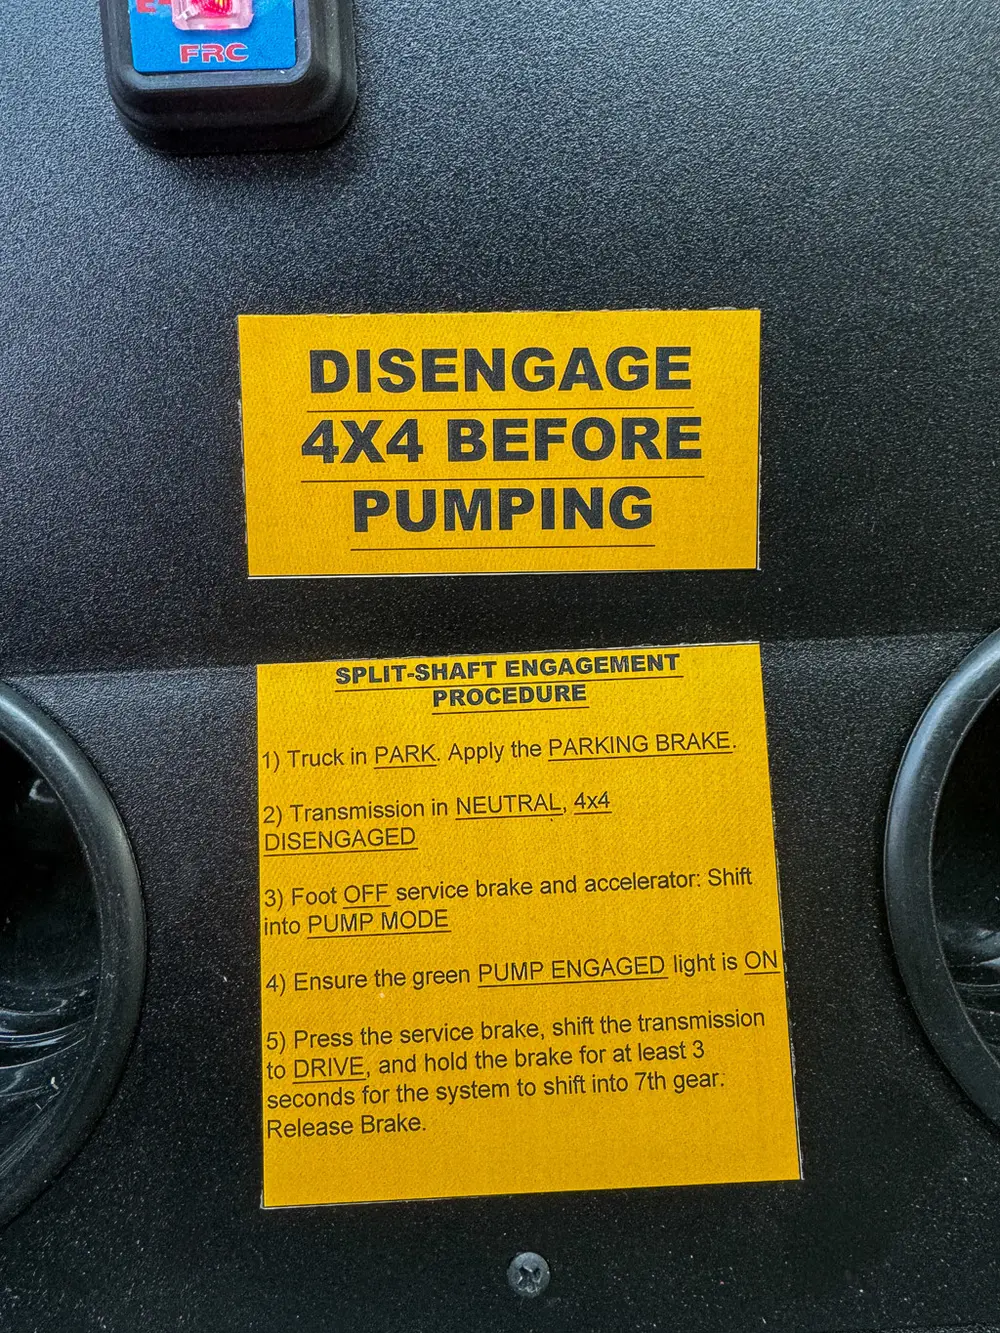 FRC
DISENGAGE
4X4 BEFORE
PUMPING
SPLIT-SHAFT ENGAGEMENT
PROCEDURE
1) Truck in PARK. Apply the PARKING BRAKE.
2) Transmission in NEUTRAL, 4x4
DISENGAGED
3) Foot OFF service brake and accelerator: Shift
into PUMP MODE
4) Ensure the green PUMP ENGAGED light is ON
5) Press the service brake, shift the transmission
to DRIVE, and hold the brake for at least 3
seconds for the system to shift into 7th gear.
Release Brake.